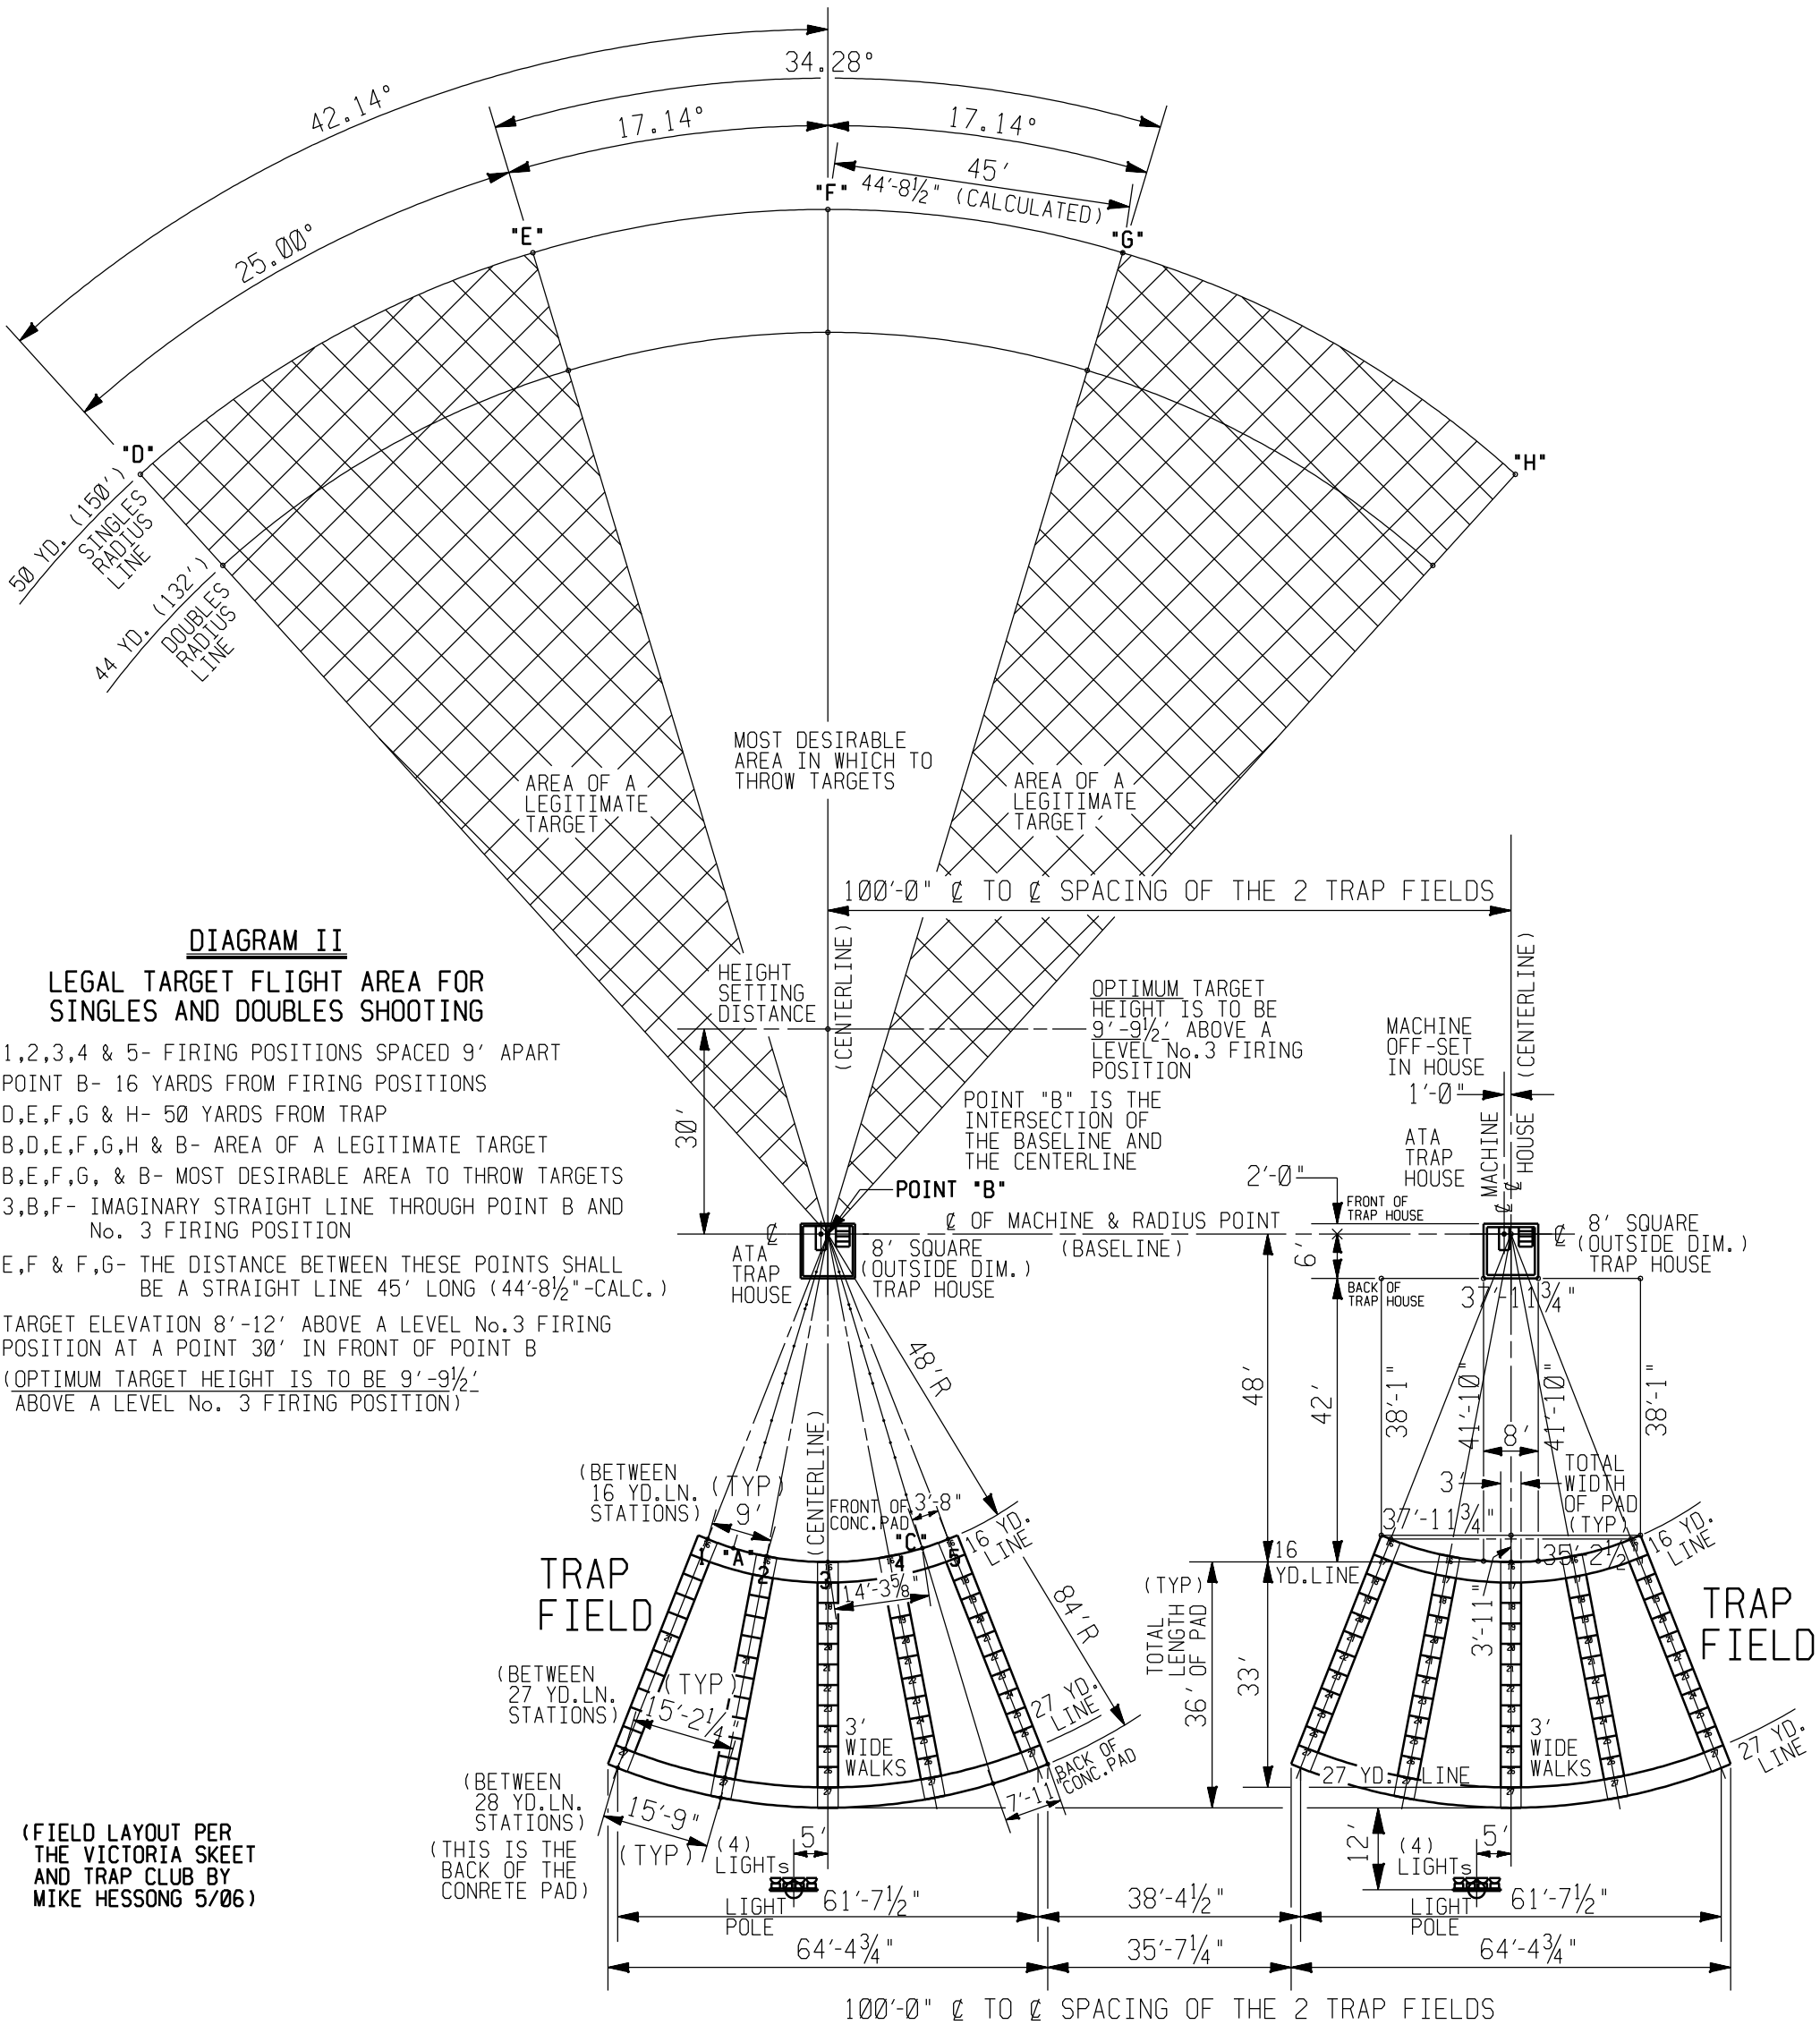 42.14°
34.28°
17.14°
17.14°
25.00°
45'
44'-8½" (CALCULATED)
"D"
"E"
"F"
"G"
"H"
50 YD. (150')
SINGLES
RADIUS
LINE
44 YD. (132')
DOUBLES
RADIUS
LINE
MOST DESIRABLE
AREA IN WHICH TO
THROW TARGETS
AREA OF A
LEGITIMATE
TARGET
AREA OF A
LEGITIMATE
TARGET
100'-0" ℄ TO ℄ SPACING OF THE 2 TRAP FIELDS
DIAGRAM II
LEGAL TARGET FLIGHT AREA FOR
SINGLES AND DOUBLES SHOOTING
1,2,3,4 & 5- FIRING POSITIONS SPACED 9' APART
POINT B- 16 YARDS FROM FIRING POSITIONS
D,E,F,G & H- 50 YARDS FROM TRAP
B,D,E,F,G,H & B- AREA OF A LEGITIMATE TARGET
B,E,F,G, & B- MOST DESIRABLE AREA TO THROW TARGETS
3,B,F- IMAGINARY STRAIGHT LINE THROUGH POINT B AND
No. 3 FIRING POSITION
E,F & F,G- THE DISTANCE BETWEEN THESE POINTS SHALL
BE A STRAIGHT LINE 45' LONG (44'-8½"-CALC.)
TARGET ELEVATION 8'-12' ABOVE A LEVEL No.3 FIRING
POSITION AT A POINT 30' IN FRONT OF POINT B
(OPTIMUM TARGET HEIGHT IS TO BE 9'-9½'
ABOVE A LEVEL No. 3 FIRING POSITION)
HEIGHT
SETTING
DISTANCE
(CENTERLINE)
30'
OPTIMUM TARGET
HEIGHT IS TO BE
9'-9½' ABOVE A
LEVEL No.3 FIRING
POSITION
POINT "B" IS THE
INTERSECTION OF
THE BASELINE AND
THE CENTERLINE
POINT "B"
℄ OF MACHINE & RADIUS POINT
(BASELINE)
℄
ATA
TRAP
HOUSE
8' SQUARE
(OUTSIDE DIM.)
TRAP HOUSE
MACHINE
OFF-SET
IN HOUSE
1'-0"
(CENTERLINE)
ATA
TRAP
HOUSE
MACHINE ℄
℄ HOUSE
2'-0"
FRONT OF
TRAP HOUSE
6'
BACK OF
TRAP HOUSE
℄
8' SQUARE
(OUTSIDE DIM.)
TRAP HOUSE
37'-11¾"
48'R
48'
42'
38'-1"
41'-10"
41'-10"
38'-1"
8'
3'
TOTAL
WIDTH
OF PAD
(TYP)
37'-11¾"
35'-2½"
16 YD.
LINE
16
YD.LINE
3'-11"
(BETWEEN
16 YD.LN.
STATIONS)
(TYP)
9'
(CENTERLINE)
FRONT OF
CONC.PAD
3'-8"
16 YD.
LINE
1
"A"
2
3
"C"
4
5
14'-3⅝"
TRAP
FIELD
84'R
(TYP)
TOTAL
LENGTH
OF PAD
36'
33'
TRAP
FIELD
(BETWEEN
27 YD.LN.
STATIONS)
(TYP)
15'-2¼"
3'
WIDE
WALKS
27 YD.
LINE
BACK OF
CONC.PAD
7'-11"
27 YD. LINE
3'
WIDE
WALKS
27 YD.
LINE
(BETWEEN
28 YD.LN.
STATIONS)
(THIS IS THE
BACK OF THE
CONRETE PAD)
15'-9"
(TYP)
5'
(4)
LIGHTs
LIGHT
POLE
12'
5'
(4)
LIGHTs
LIGHT
POLE
61'-7½"
38'-4½"
61'-7½"
64'-4¾"
35'-7¼"
64'-4¾"
100'-0" ℄ TO ℄ SPACING OF THE 2 TRAP FIELDS
(FIELD LAYOUT PER
THE VICTORIA SKEET
AND TRAP CLUB BY
MIKE HESSONG 5/06)